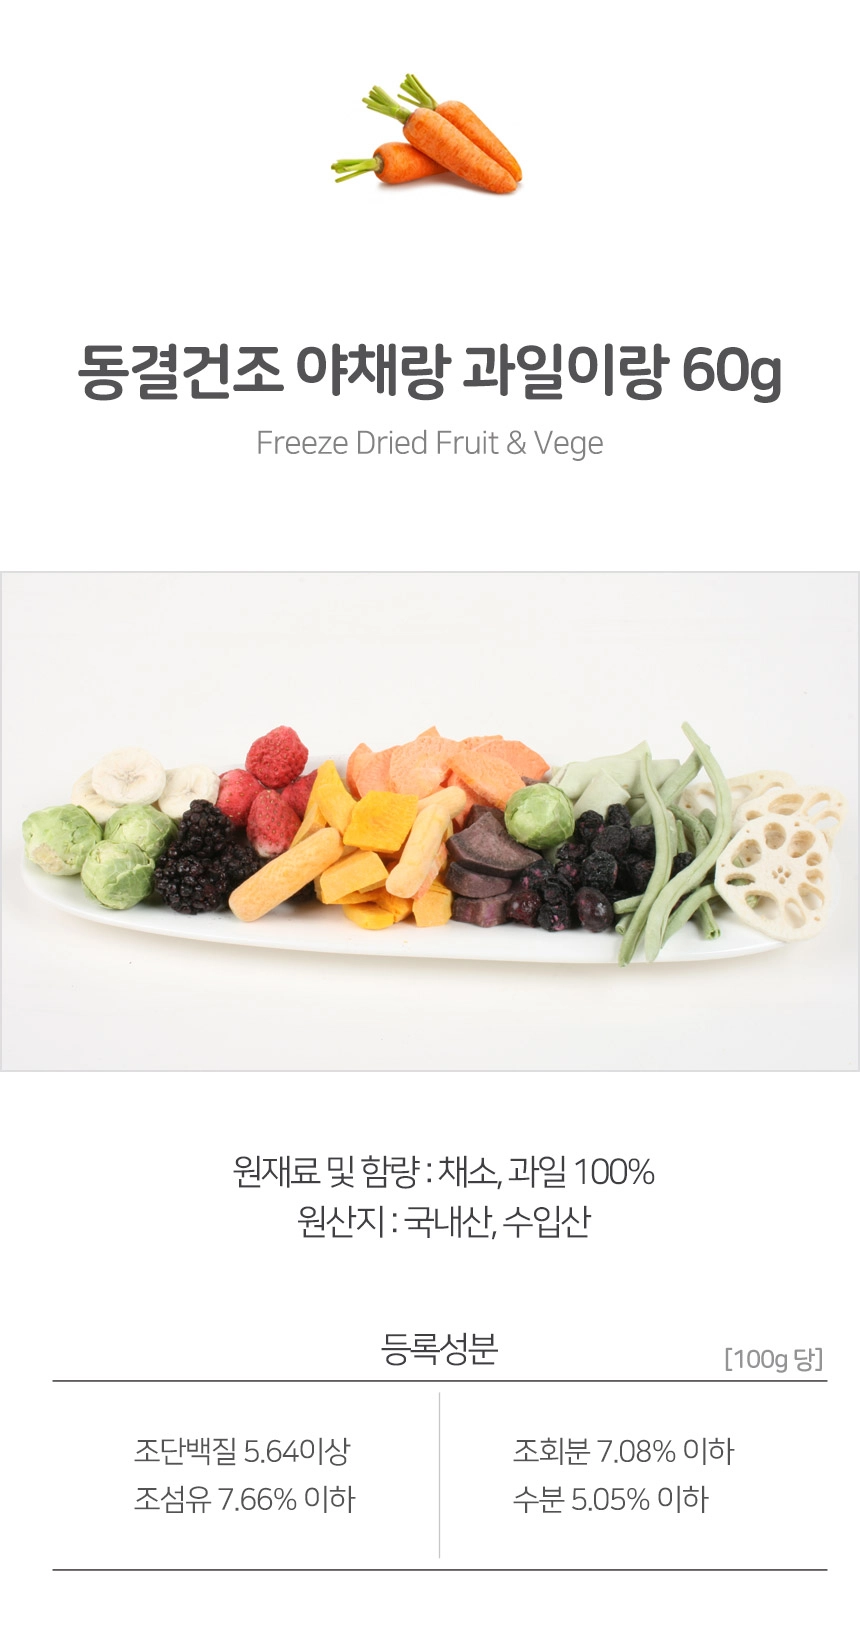 동결건조 야채랑 과일이랑 60g
Freeze Dried Fruit & Vege
원재료 및 함량 : 채소, 과일 100%
원산지 : 국내산, 수입산
등록성분
[100g 당]
조단백질 5.64이상
조섬유 7.66% 이하
조회분 7.08% 이하
수분 5.05% 이하